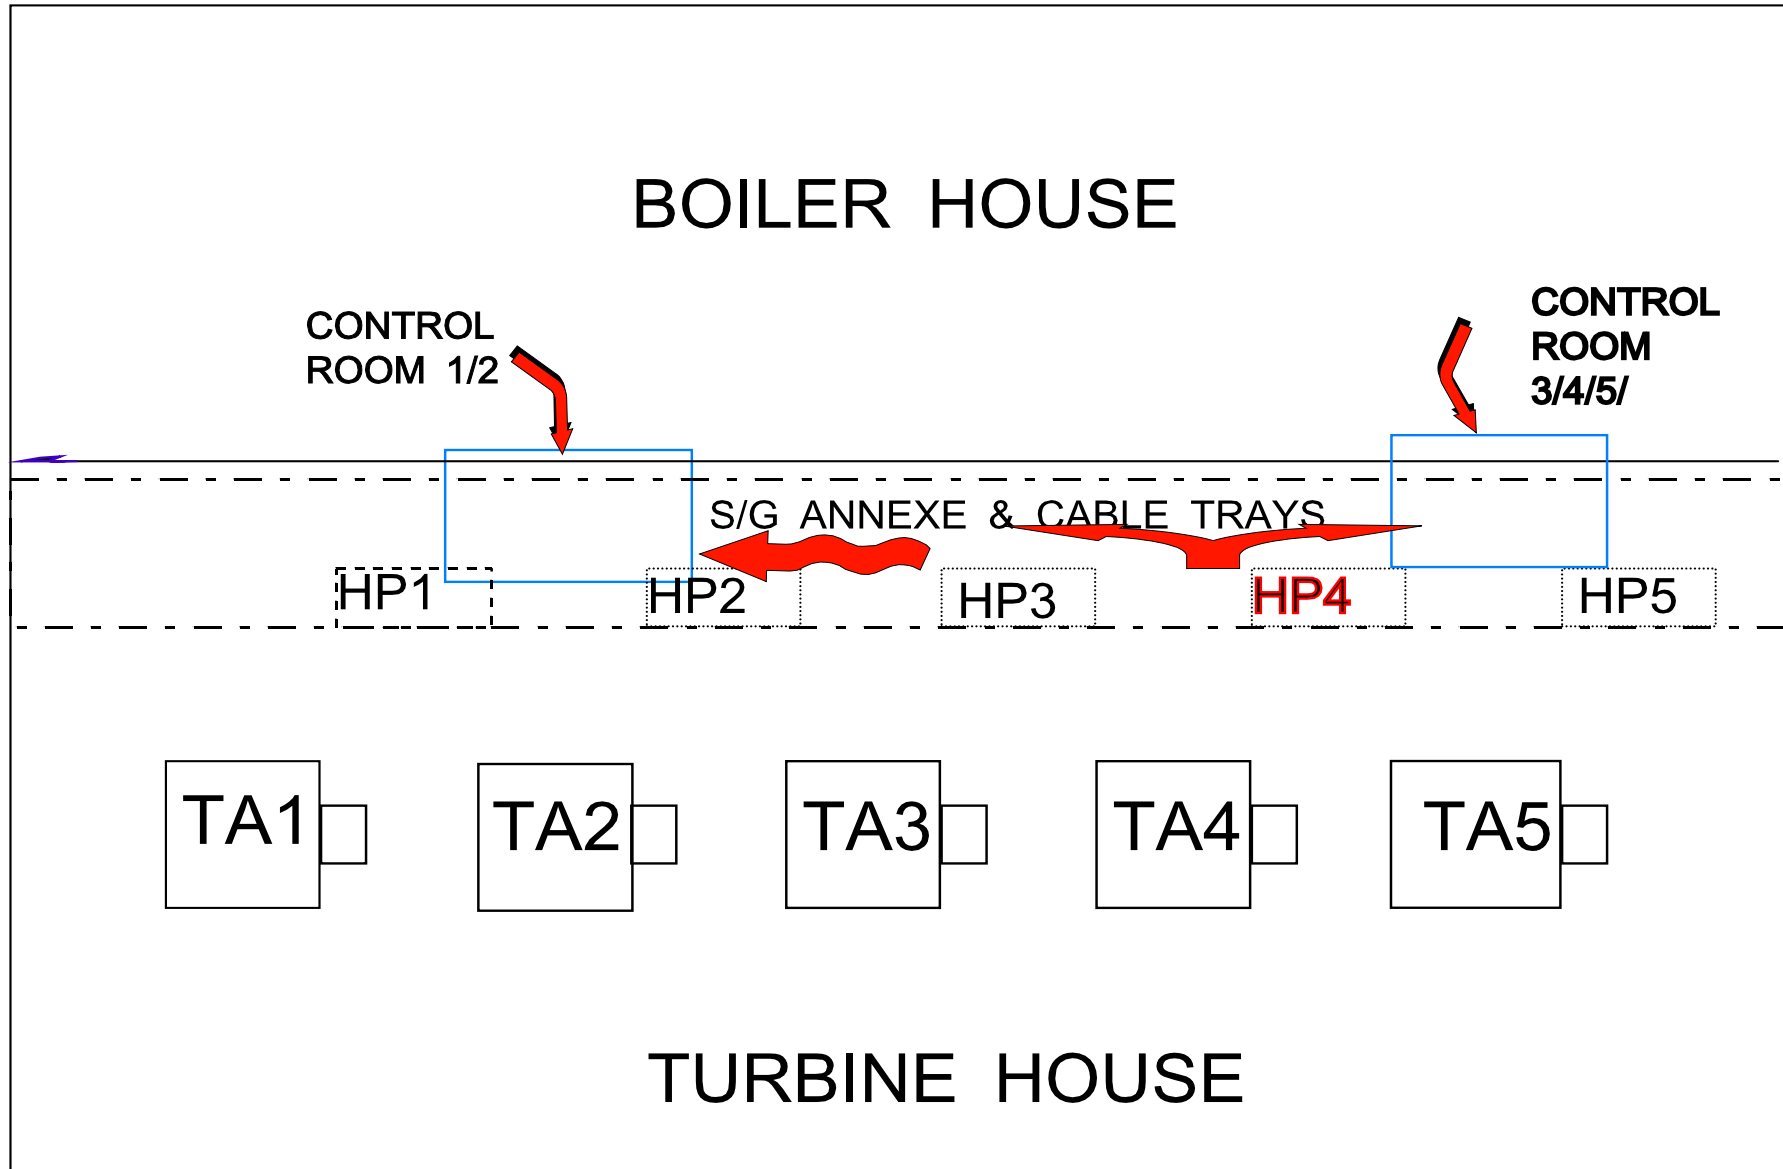 BOILER HOUSE
CONTROL
ROOM 1/2
CONTROL
ROOM
3/4/5/
S/G ANNEXE & CABLE TRAYS
HP1
HP2
HP3
HP4
HP5
TA1
TA2
TA3
TA4
TA5
TURBINE HOUSE